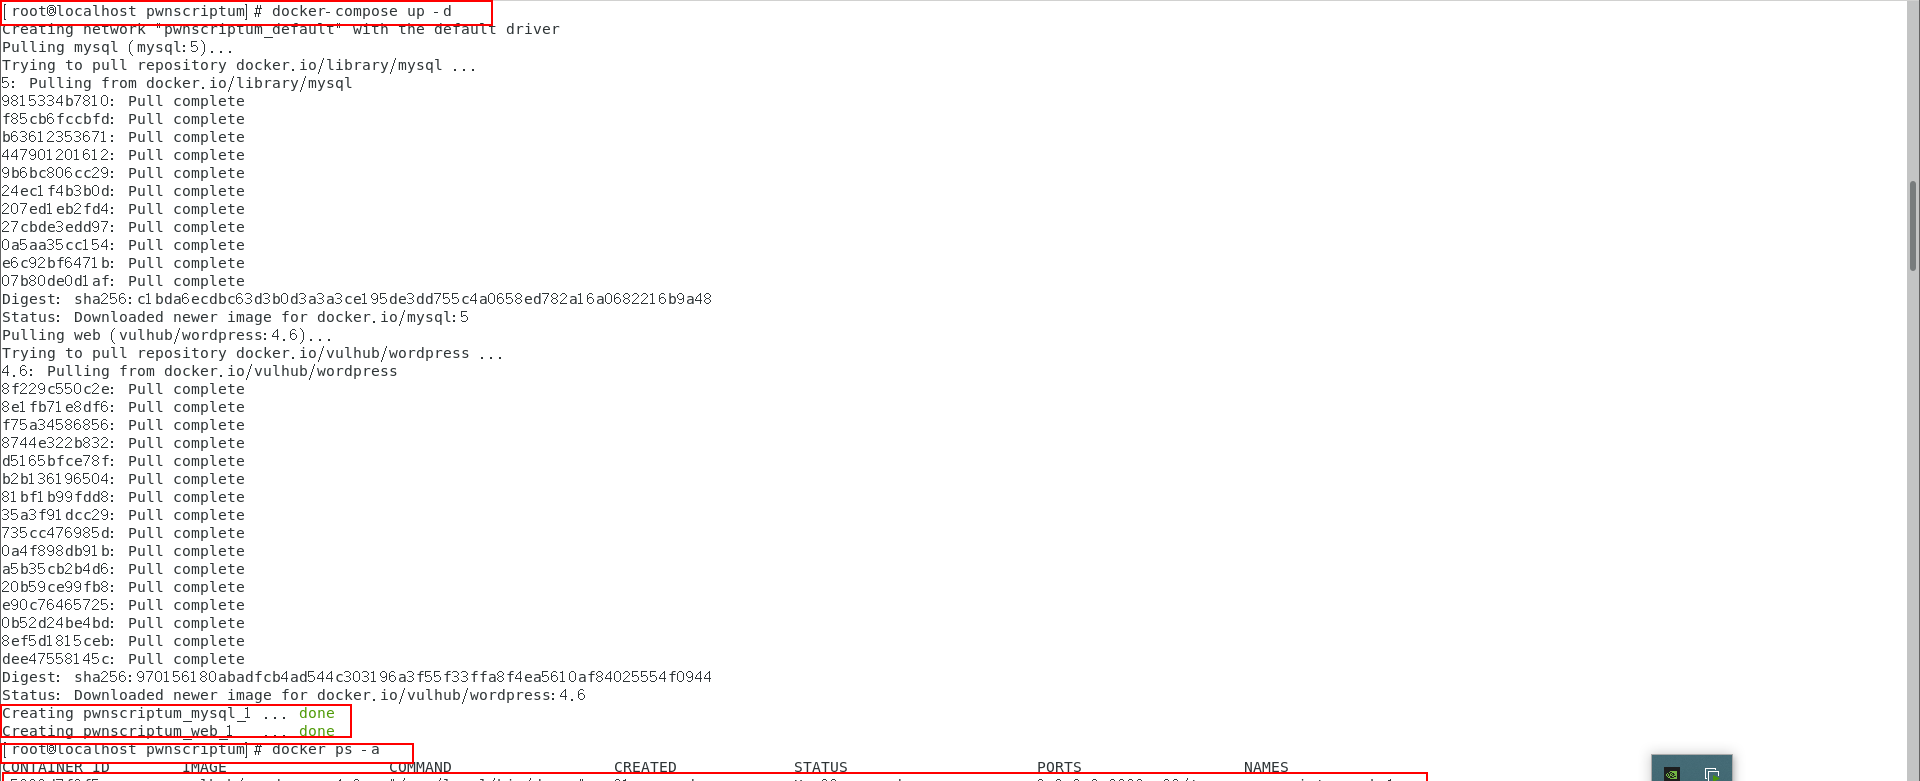 [root@localhost pwnscriptum]# docker-compose up -d
Creating network "pwnscriptum_default" with the default driver
Pulling mysql (mysql:5)...
Trying to pull repository docker.io/library/mysql ...
5: Pulling from docker.io/library/mysql
9815334b7810: Pull complete
f85cb6fccbfd: Pull complete
b63612353671: Pull complete
447901201612: Pull complete
9b6bc806cc29: Pull complete
24ec1f4b3b0d: Pull complete
207ed1eb2fd4: Pull complete
27cbde3edd97: Pull complete
0a5aa35cc154: Pull complete
e6c92bf6471b: Pull complete
07b80de0d1af: Pull complete
Digest: sha256:c1bda6ecdbc63d3b0d3a3a3ce195de3dd755c4a0658ed782a16a0682216b9a48
Status: Downloaded newer image for docker.io/mysql:5
Pulling web (vulhub/wordpress:4.6)...
Trying to pull repository docker.io/vulhub/wordpress ...
4.6: Pulling from docker.io/vulhub/wordpress
8f229c550c2e: Pull complete
8e1fb71e8df6: Pull complete
f75a34586856: Pull complete
8744e322b832: Pull complete
d5165bfce78f: Pull complete
b2b136196504: Pull complete
81bf1b99fdd8: Pull complete
35a3f91dcc29: Pull complete
735cc476985d: Pull complete
0a4f898db91b: Pull complete
a5b35cb2b4d6: Pull complete
20b59ce99fb8: Pull complete
e90c76465725: Pull complete
0b52d24be4bd: Pull complete
8ef5d1815ceb: Pull complete
dee47558145c: Pull complete
Digest: sha256:970156180abadfcb4ad544c303196a3f55f33ffa8f4ea5610af84025554f0944
Status: Downloaded newer image for docker.io/vulhub/wordpress:4.6
Creating pwnscriptum_mysql_1 ... done
Creating pwnscriptum_web_1   ... done
[root@localhost pwnscriptum]# docker ps -a
CONTAINER ID IMAGE COMMAND CREATED STATUS PORTS NAMES